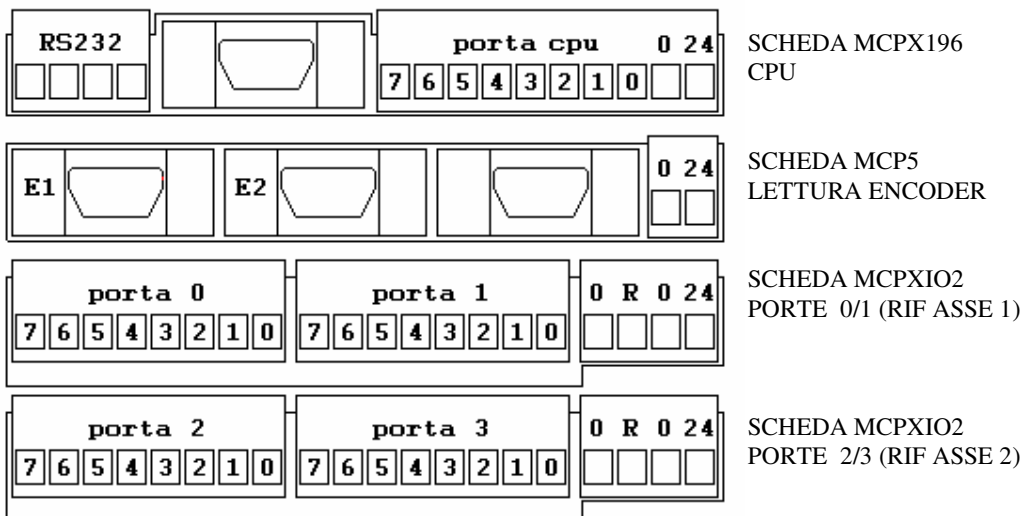 RS232
porta cpu 0 24
7 6 5 4 3 2 1 0
SCHEDA MCPX196
CPU
E1
E2
0 24
SCHEDA MCP5
LETTURA ENCODER
porta 0
7 6 5 4 3 2 1 0
porta 1
7 6 5 4 3 2 1 0
0 R 0 24
SCHEDA MCPXIO2
PORTE 0/1 (RIF ASSE 1)
porta 2
7 6 5 4 3 2 1 0
porta 3
7 6 5 4 3 2 1 0
0 R 0 24
SCHEDA MCPXIO2
PORTE 2/3 (RIF ASSE 2)